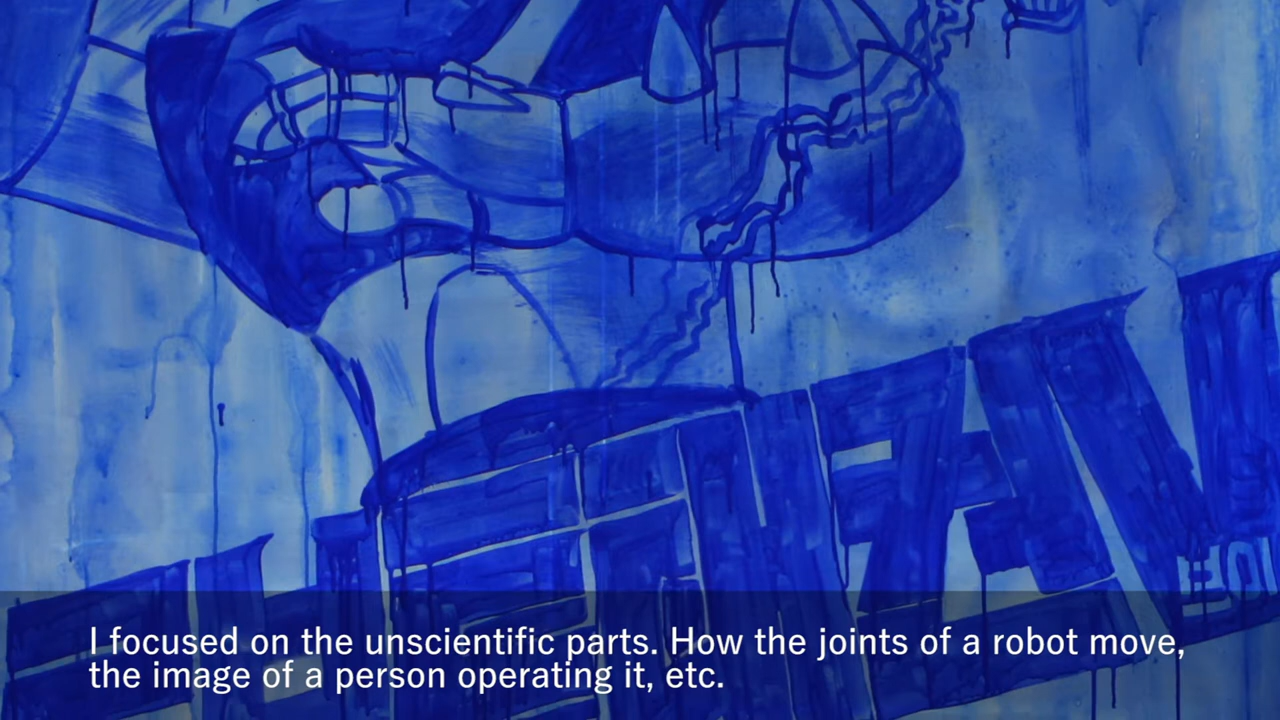 I focused on the unscientific parts. How the joints of a robot move,
the image of a person operating it, etc.